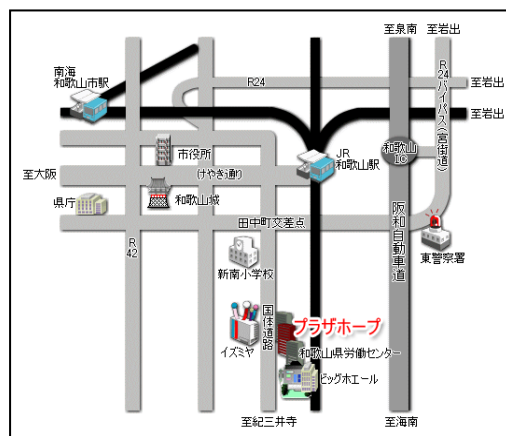 至泉南
至岩出
南海
和歌山市駅
R24
至岩出
R24バイパス(宮街道)
至岩出
市役所
JR
和歌山駅
和歌山
IC
至大阪
(けやき通り)
県庁
和歌山城
田中町交差点
阪和自動車道
R
42
東警察署
新南小学校
国体道路
プラザホープ
イズミヤ
和歌山県労働センター
ビッグホエール
至紀三井寺
至海南